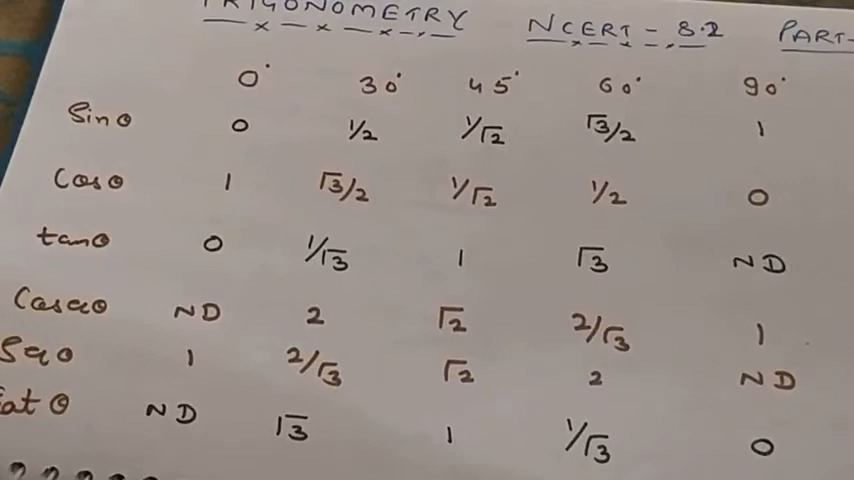 TRIGONOMETRY NCERT - 8.2 PART-
0° 30° 45° 60° 90°
Sinθ 0 1/2 1/√2 √3/2 1
Cosθ 1 √3/2 1/√2 1/2 0
tanθ 0 1/√3 1 √3 ND
Cosecθ ND 2 √2 2/√3 1
Secθ 1 2/√3 √2 2 ND
Cotθ ND √3 1 1/√3 0